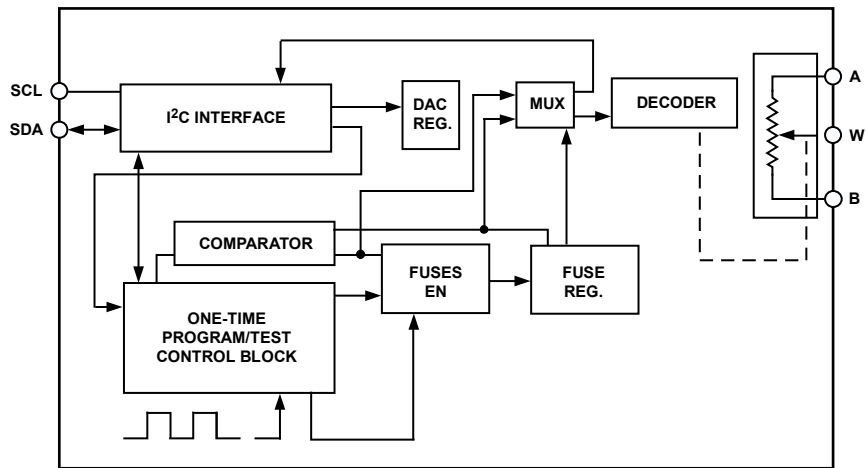 SCL
SDA
I²C INTERFACE
DAC
REG.
MUX
DECODER
A
W
B
COMPARATOR
FUSES
EN
FUSE
REG.
ONE-TIME
PROGRAM/TEST
CONTROL BLOCK